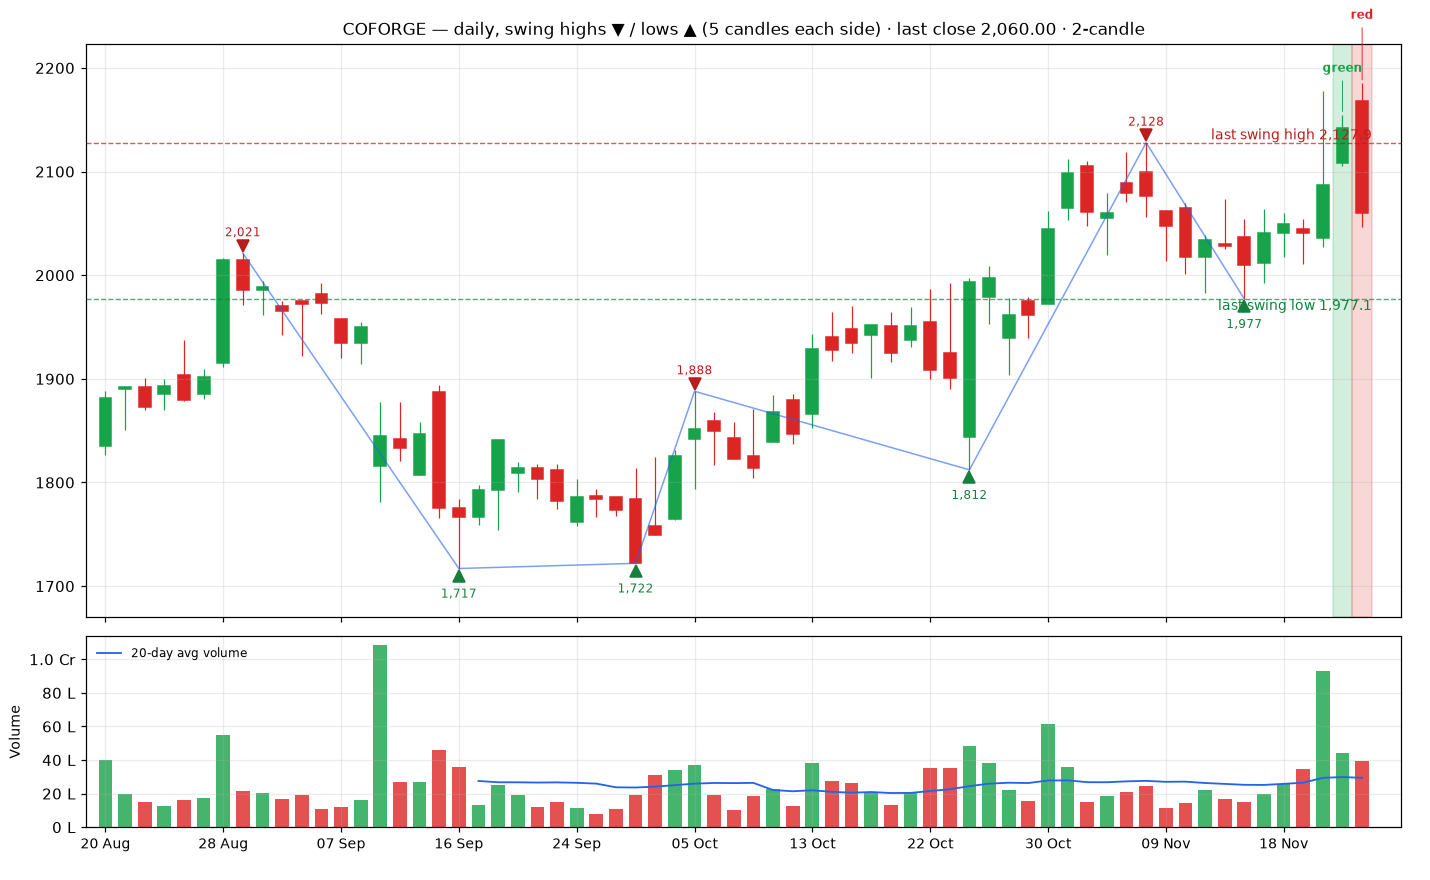 red
COFORGE — daily, swing highs ▼ / lows ▲ (5 candles each side) · last close 2,060.00 · 2-candle
2200
green
2,128
last swing high 2,127.9
2100
2,021
2000
last swing low 1,977.1
1,977
1900
1,888
1800
1,812
1700
1,717
1,722
Volume
20-day avg volume
1.0 Cr
80 L
60 L
40 L
20 L
0 L
20 Aug
28 Aug
07 Sep
16 Sep
24 Sep
05 Oct
13 Oct
22 Oct
30 Oct
09 Nov
18 Nov